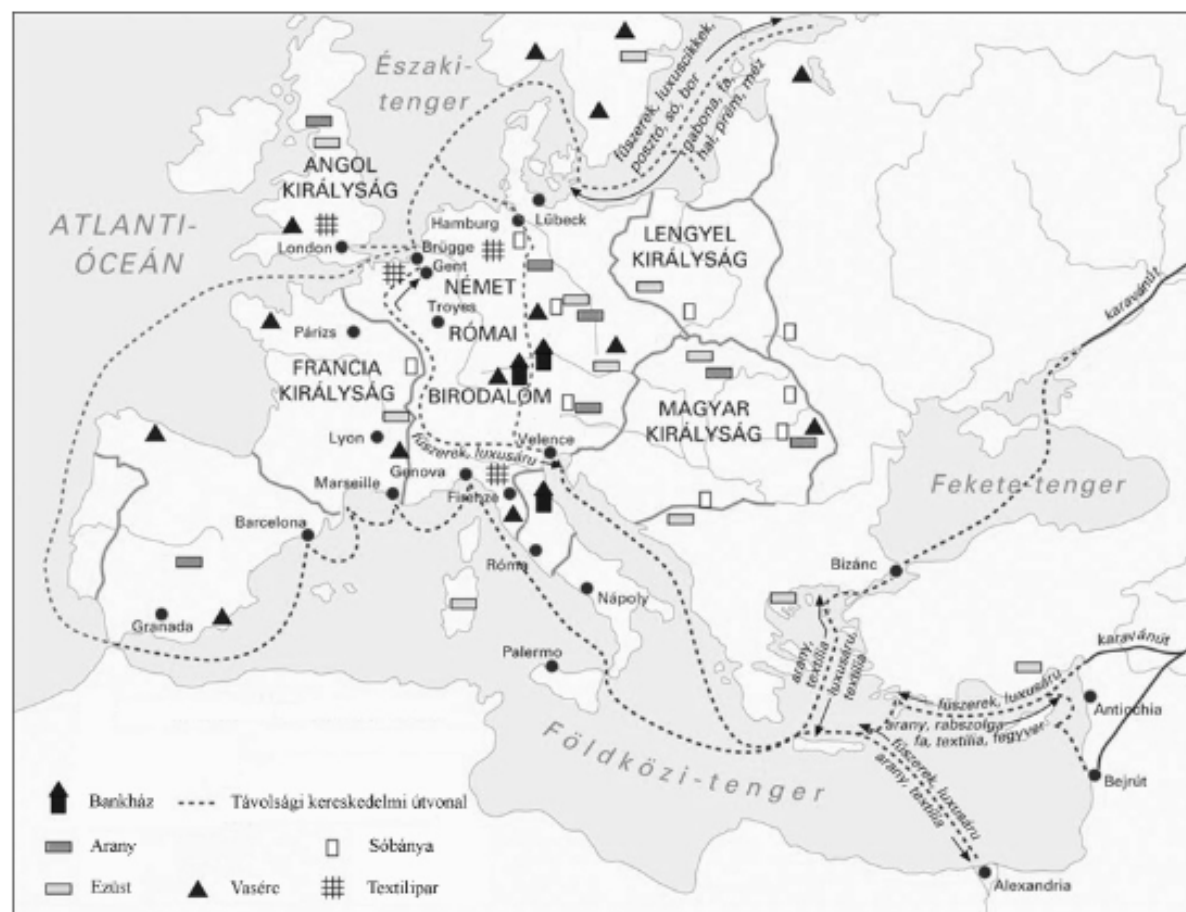 Északi-
tenger
fűszerek, luxuscikkek,
posztó, só, bor
gabona, fa,
hal, prém, méz
ANGOL
KIRÁLYSÁG
ATLANTI-
ÓCEÁN
London
Hamburg
Lübeck
Brügge
Gent
LENGYEL
KIRÁLYSÁG
NÉMET
Troyes
RÓMAI
Párizs
FRANCIA
KIRÁLYSÁG
BIRODALOM
MAGYAR
KIRÁLYSÁG
karavánút
Lyon
fűszerek, luxusáru
Velence
Genova
Marseille
Firenze
Fekete-tenger
Barcelona
Róma
Bizánc
Nápoly
Granada
Palermo
arany,
textília
luxusáru,
textília
karavánút
fűszerek, luxusáru
Antiochia
arany, rabszolga
fa, textília, fegyver
Földközi-tenger
fűszerek, luxusáru
arany, textília
Bejrút
Alexandria
Bankház
Távolsági kereskedelmi útvonal
Arany
Sóbánya
Ezüst
Vasérc
Textilipar